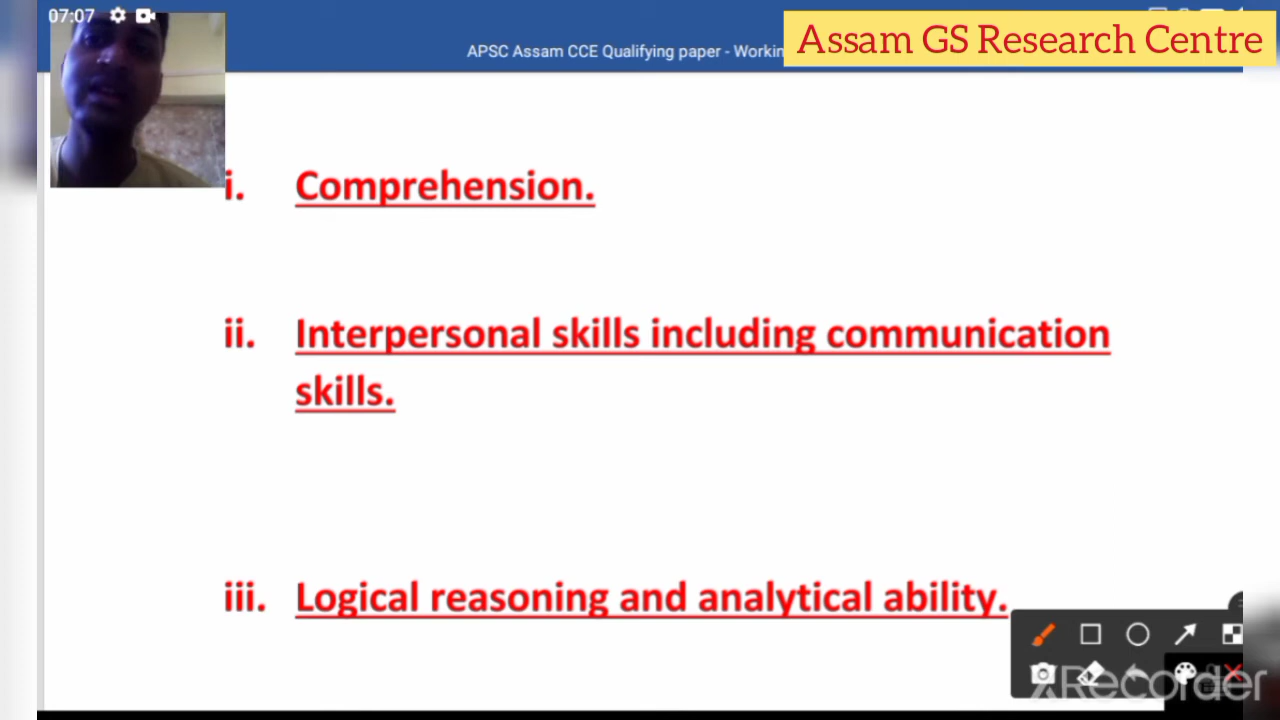 07:07
Assam GS Research Centre
APSC Assam CCE Qualifying paper - Workin
i. Comprehension.
ii. Interpersonal skills including communication
skills.
iii. Logical reasoning and analytical ability.
XRecorder